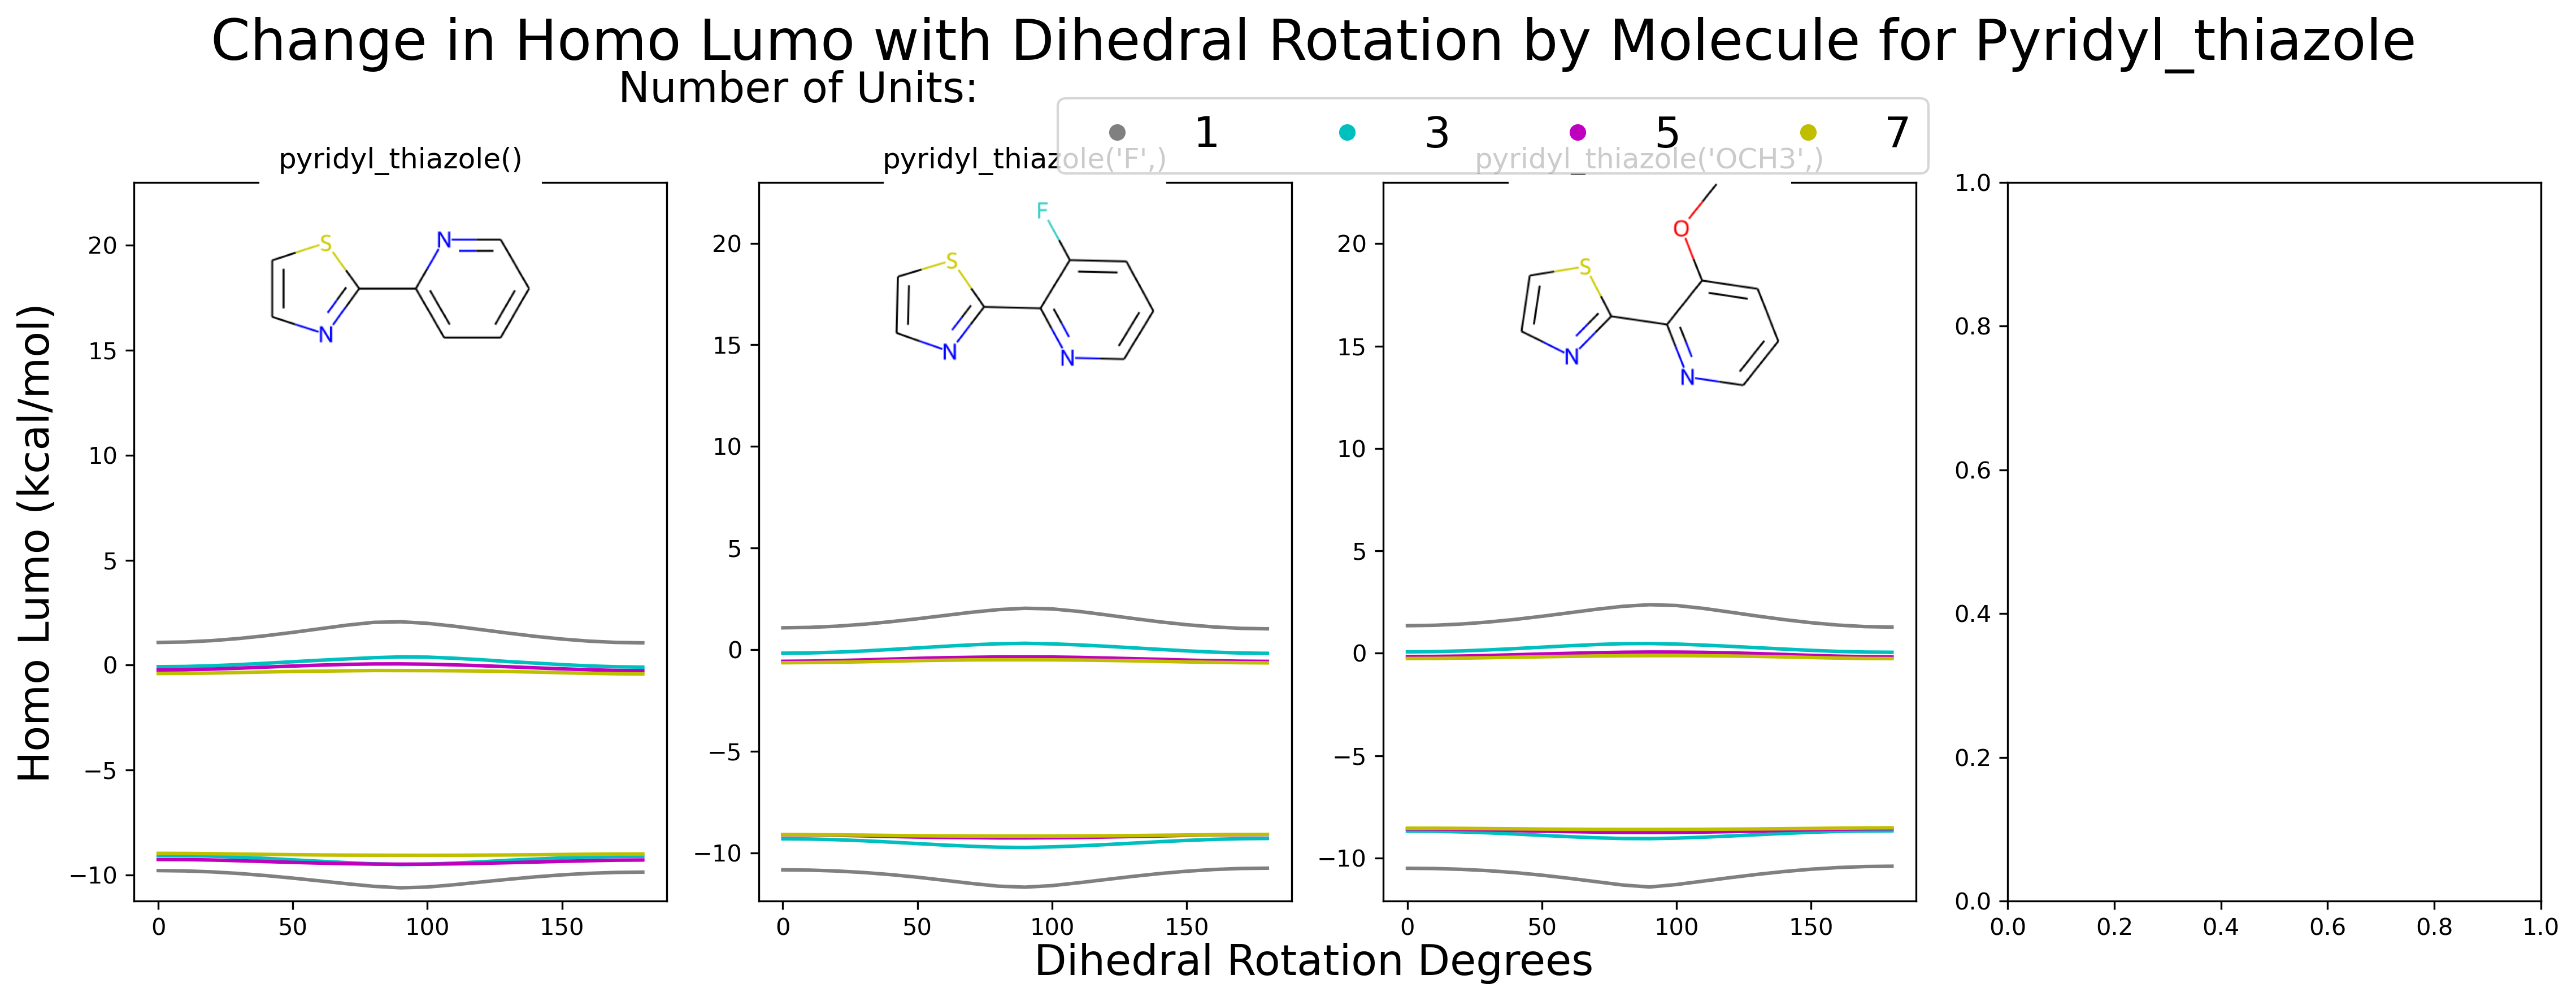 Change in Homo Lumo with Dihedral Rotation by Molecule for Pyridyl_thiazole
Number of Units:
1 3 5 7
pyridyl_thiazole()
pyridyl_thiazole('F',)
pyridyl_thiazole('OCH3',)
Homo Lumo (kcal/mol)
20
15
10
5
0
−5
−10
0 50 100 150
S
N
N
20
15
10
5
0
−5
−10
0 50 100 150
F
S
N
N
20
15
10
5
0
−5
−10
0 50 100 150
O
S
N
N
1.0
0.8
0.6
0.4
0.2
0.0
0.0 0.2 0.4 0.6 0.8 1.0
Dihedral Rotation Degrees